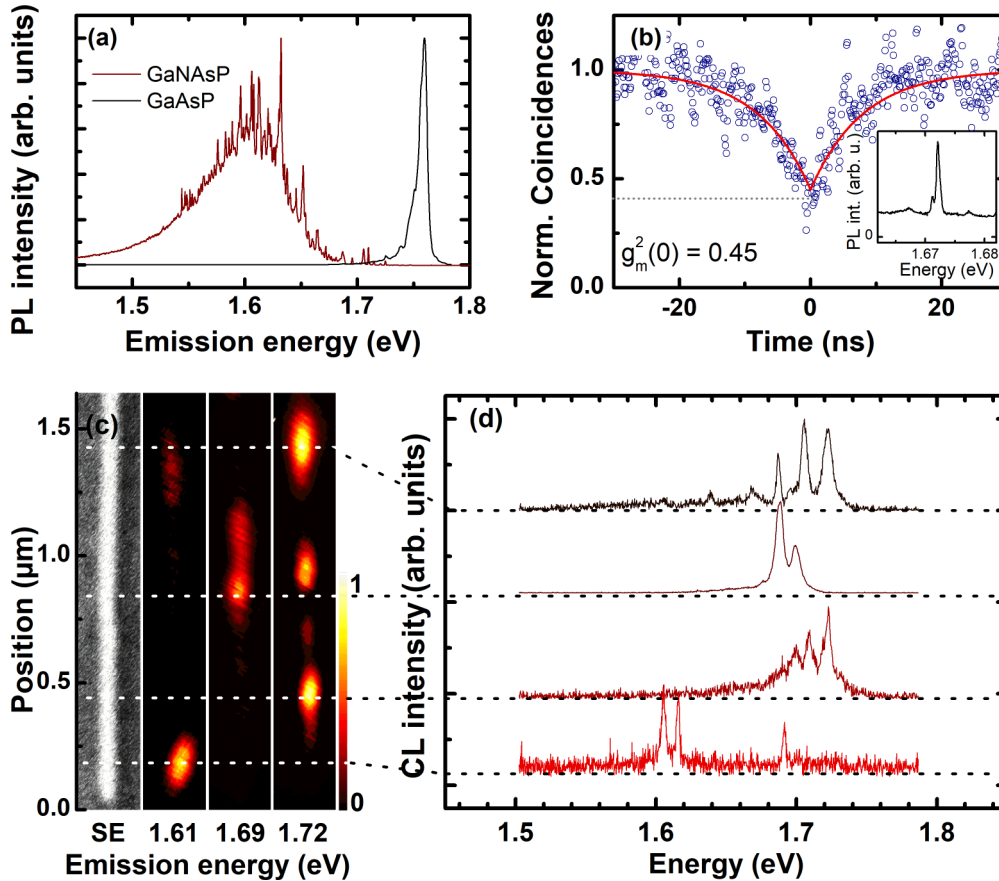 (a)
PL intensity (arb. units)
GaNAsP
GaAsP
1.5 1.6 1.7 1.8
Emission energy (eV)
(b)
Norm. Coincidences
1.0
0.5
0.0
g²m(0) = 0.45
-20 0 20
Time (ns)
PL int. (arb. u.)
0
1.67 1.68
Energy (eV)
(c)
Position (µm)
1.5
1.0
0.5
0.0
1
0
SE 1.61 1.69 1.72
Emission energy (eV)
(d)
CL intensity (arb. units)
1.5 1.6 1.7 1.8
Energy (eV)